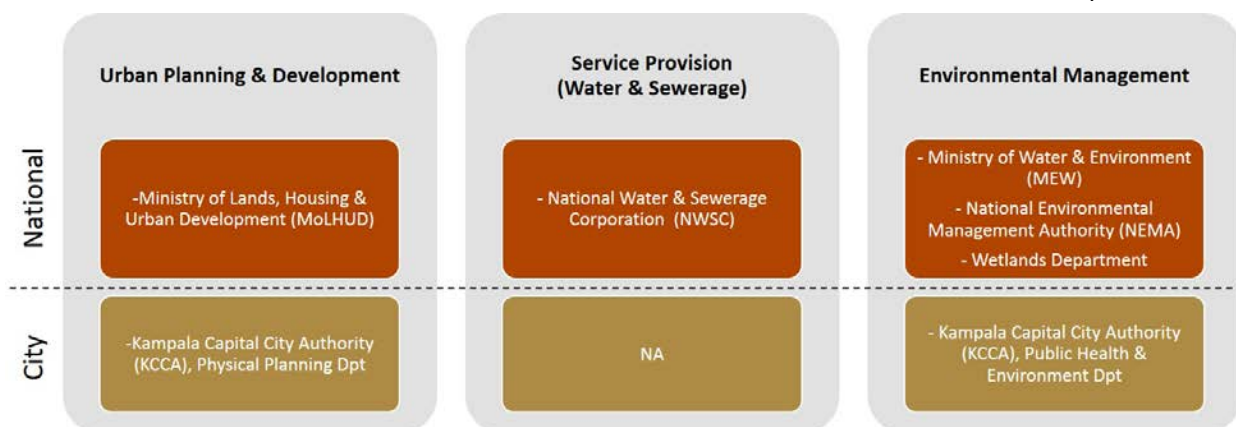 Urban Planning & Development
Service Provision
(Water & Sewerage)
Environmental Management
National
-Ministry of Lands, Housing &
Urban Development (MoLHUD)
- National Water & Sewerage
Corporation (NWSC)
- Ministry of Water & Environment
(MEW)
- National Environmental
Management Authority (NEMA)
- Wetlands Department
City
-Kampala Capital City Authority
(KCCA), Physical Planning Dpt
NA
- Kampala Capital City Authority
(KCCA), Public Health &
Environment Dpt